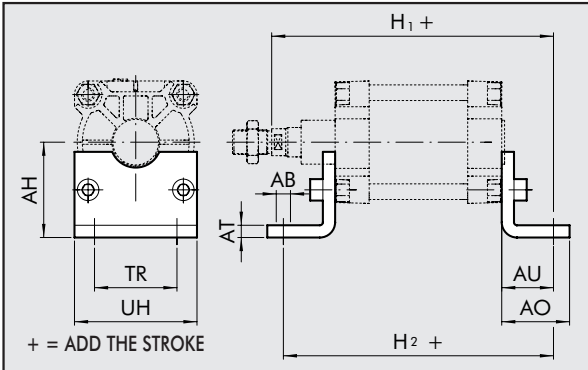 H₁ +
AH
AB
AT
TR
UH
AU
AO
H₂ +
+ = ADD THE STROKE